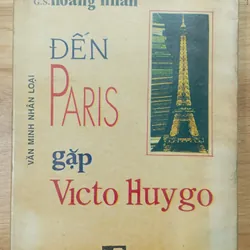 G.S. hoàng nhân
ĐẾN
PARIS
gặp
VICTO HUYGO
VĂN MINH NHÂN LOẠI